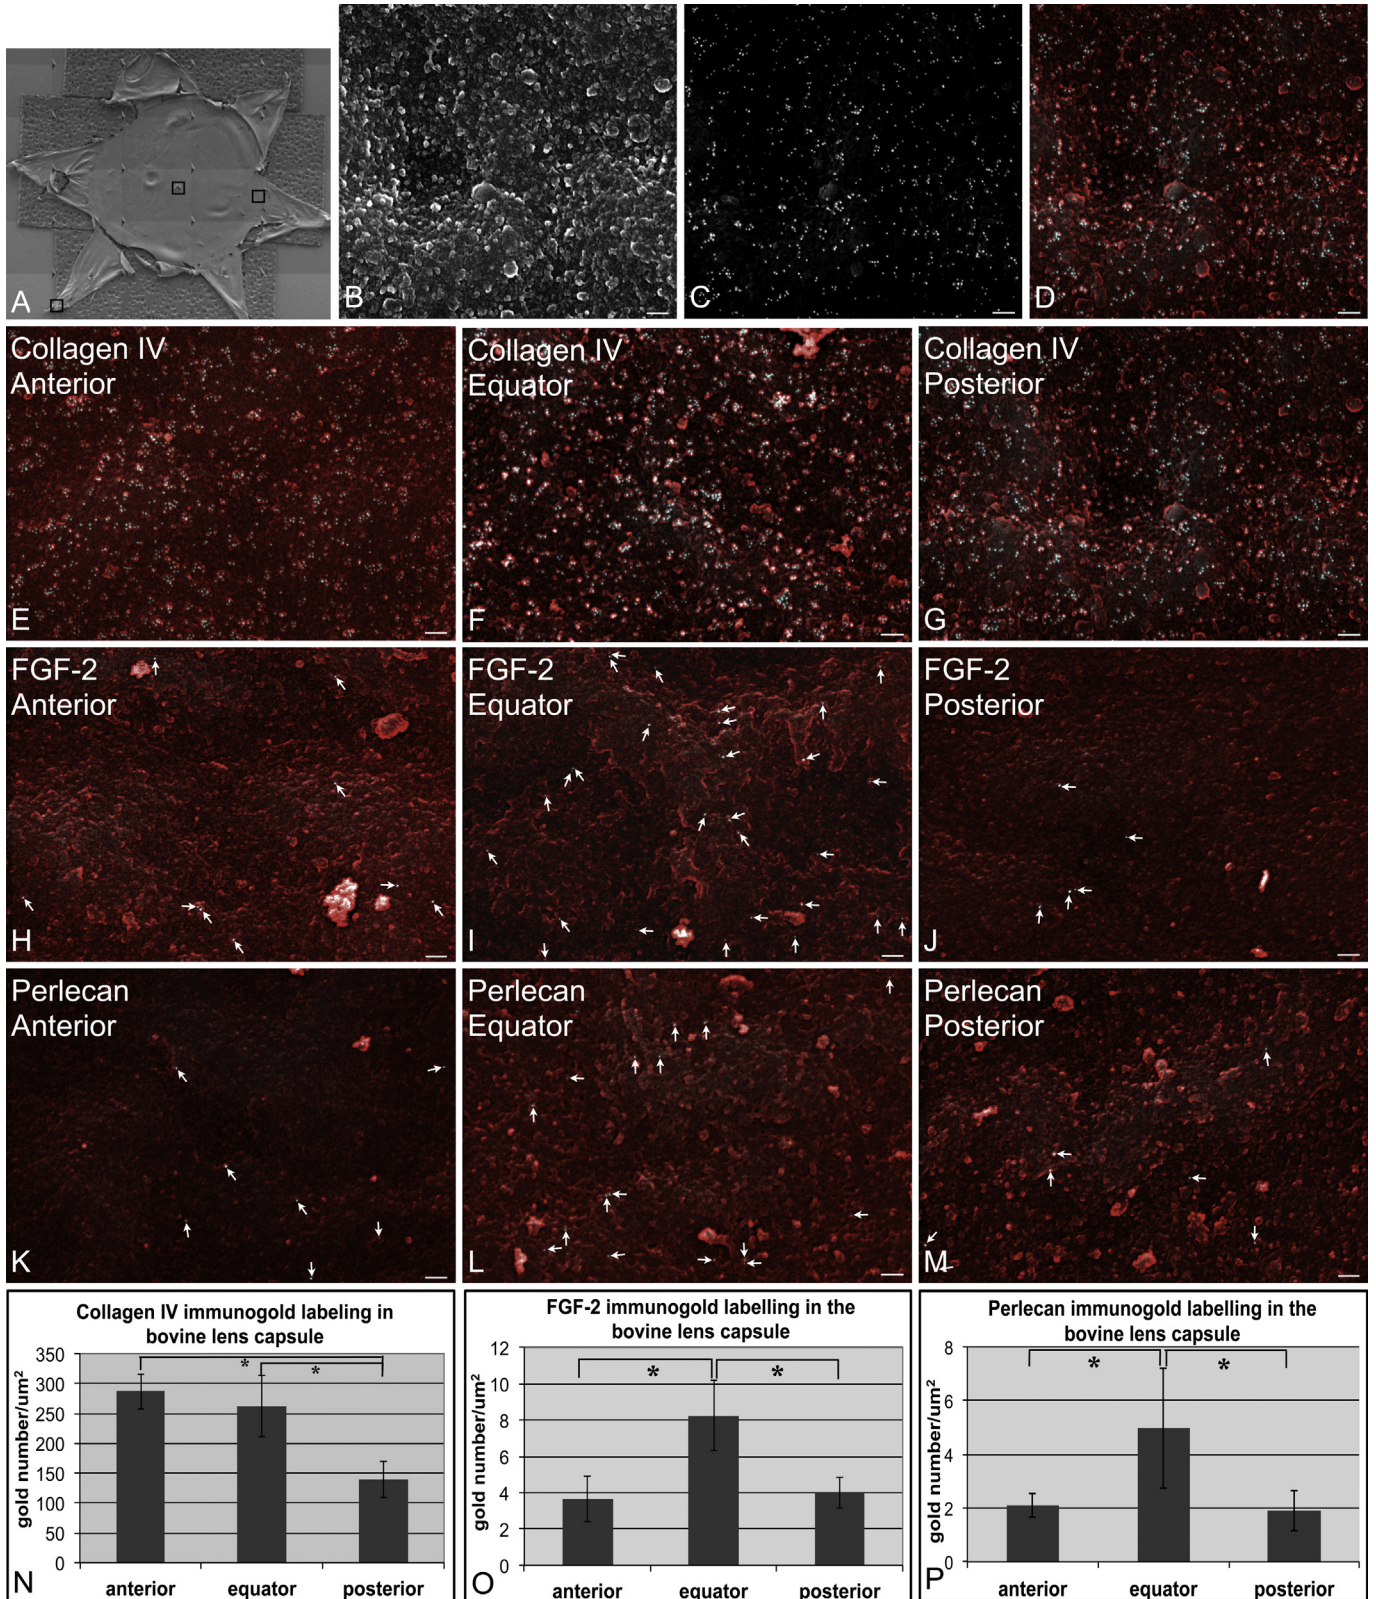 A
B
C
D
Collagen IV
Anterior
E
Collagen IV
Equator
F
Collagen IV
Posterior
G
FGF-2
Anterior
H
FGF-2
Equator
I
FGF-2
Posterior
J
Perlecan
Anterior
K
Perlecan
Equator
L
Perlecan
Posterior
M
Collagen IV immunogold labeling in
bovine lens capsule
gold number/um²
350
300
250
200
150
100
50
0
* *
anterior equator posterior
N
FGF-2 immunogold labelling in the
bovine lens capsule
gold number/um²
12
10
8
6
4
2
0
* *
anterior equator posterior
O
Perlecan immunogold labelling in the
bovine lens capsule
gold number/um²
8
6
4
2
0
* *
anterior equator posterior
P